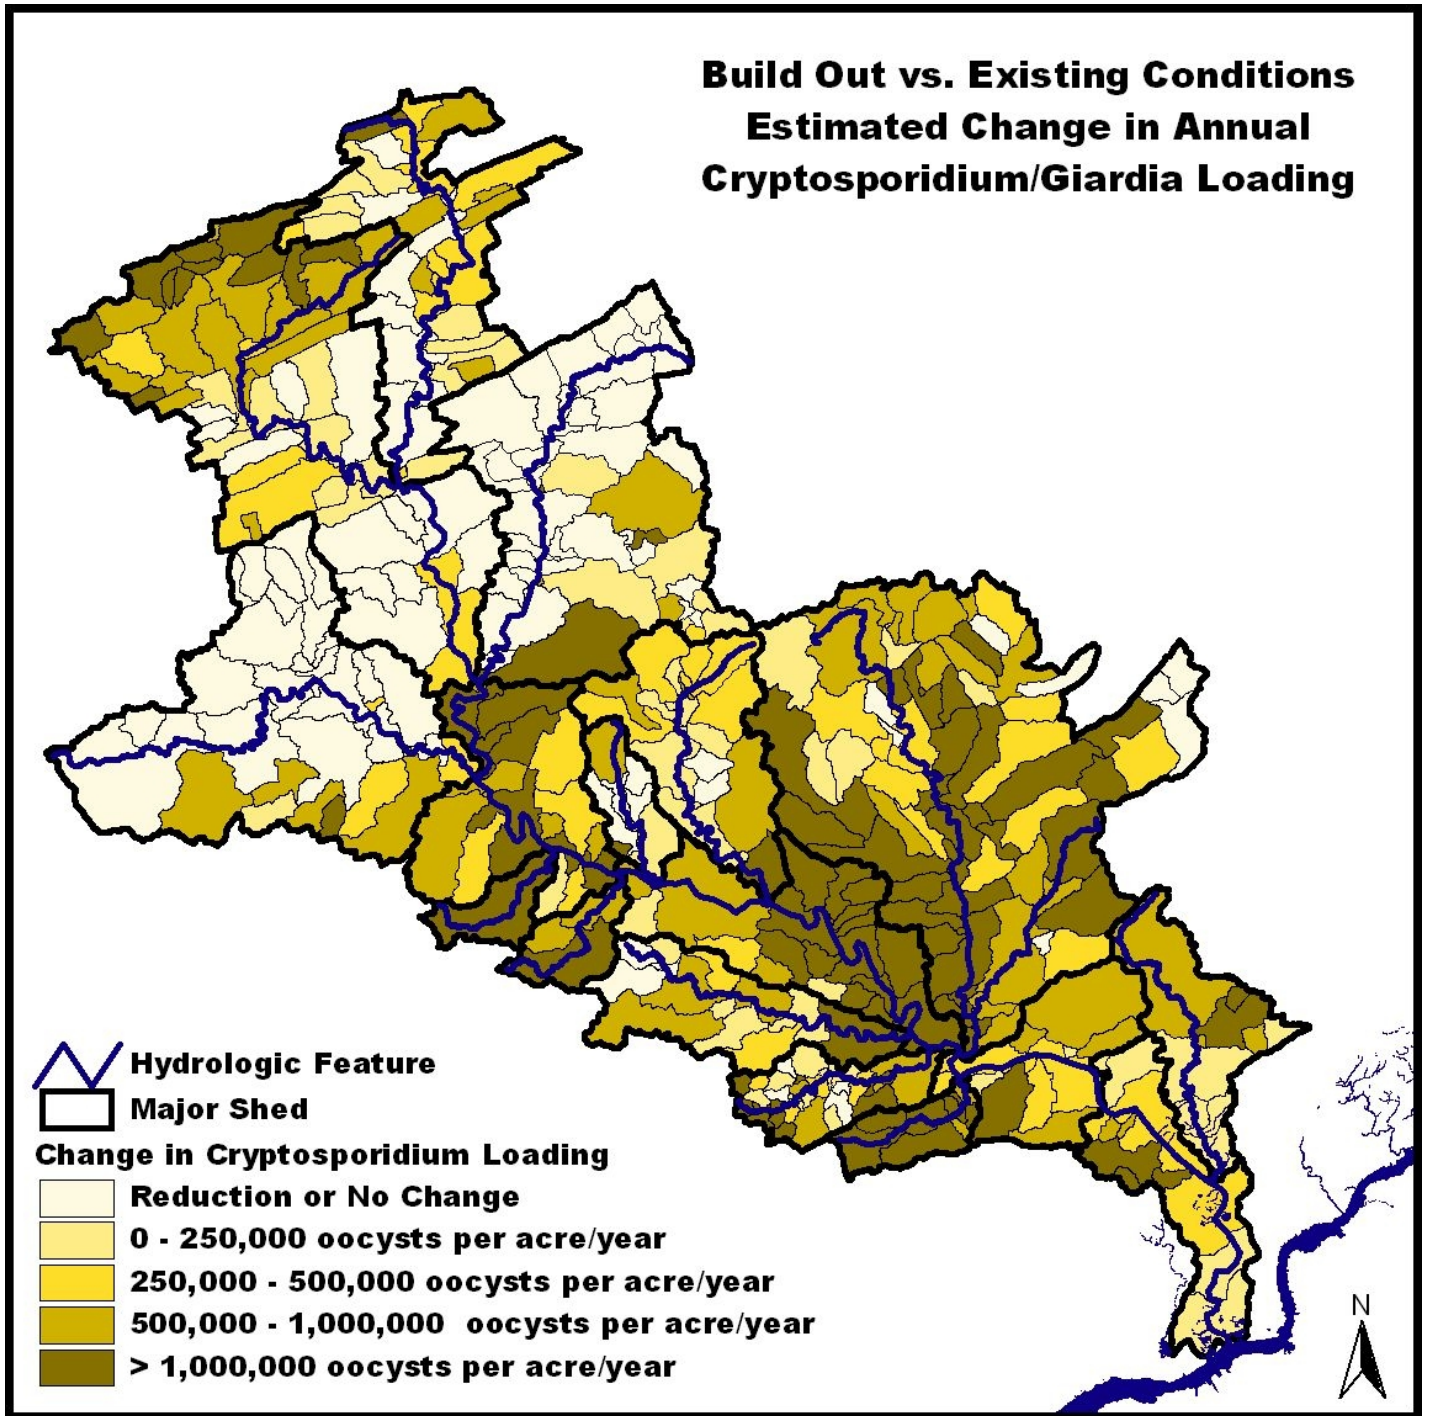 Build Out vs. Existing Conditions
Estimated Change in Annual
Cryptosporidium/Giardia Loading
Hydrologic Feature
Major Shed
Change in Cryptosporidium Loading
Reduction or No Change
0 - 250,000 oocysts per acre/year
250,000 - 500,000 oocysts per acre/year
500,000 - 1,000,000 oocysts per acre/year
> 1,000,000 oocysts per acre/year
N